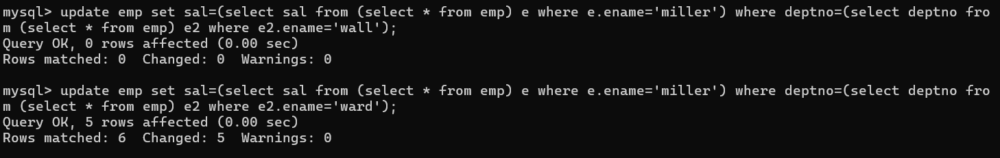 mysql> update emp set sal=(select sal from (select * from emp) e where e.ename='miller') where deptno=(select deptno fro
m (select * from emp) e2 where e2.ename='wall');
Query OK, 0 rows affected (0.00 sec)
Rows matched: 0  Changed: 0  Warnings: 0
mysql> update emp set sal=(select sal from (select * from emp) e where e.ename='miller') where deptno=(select deptno fro
m (select * from emp) e2 where e2.ename='ward');
Query OK, 5 rows affected (0.00 sec)
Rows matched: 6  Changed: 5  Warnings: 0